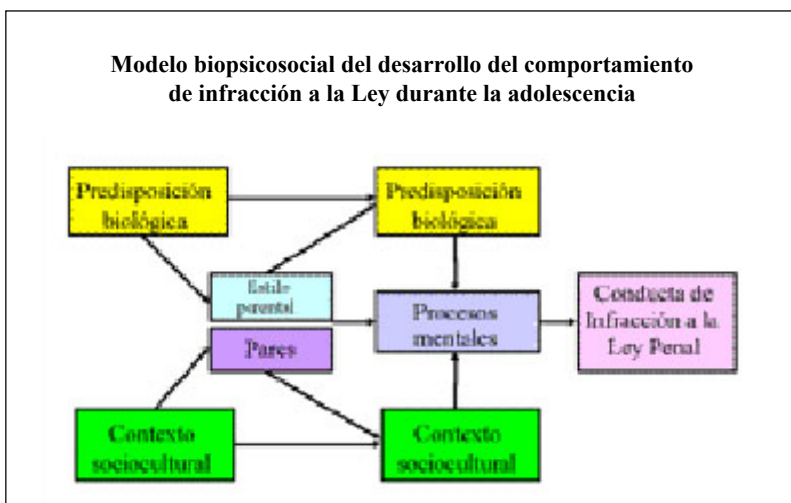 Modelo biopsicosocial del desarrollo del comportamiento
de infracción a la Ley durante la adolescencia
Predisposición
biológica
Predisposición
biológica
Estilo
parental
Pares
Procesos
mentales
Conducta de
Infracción a la
Ley Penal
Contexto
sociocultural
Contexto
sociocultural